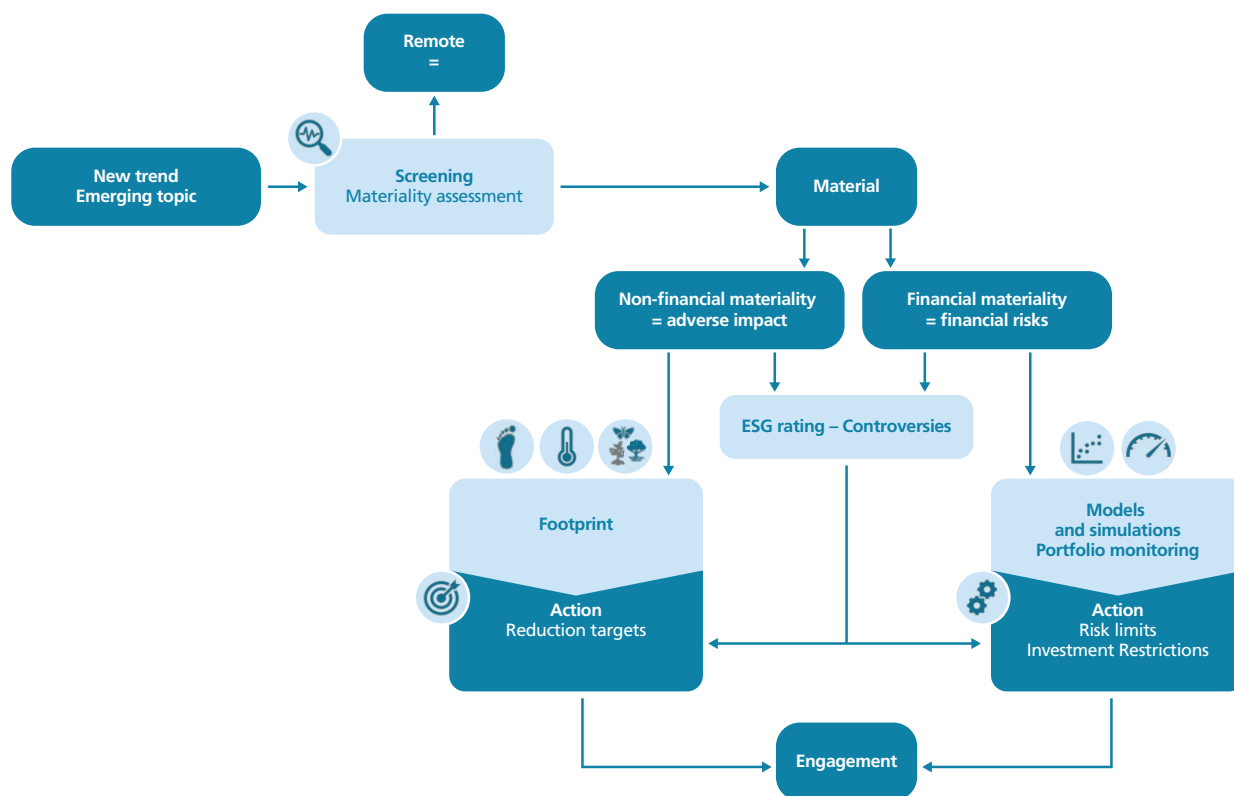 Remote
=
New trend
Emerging topic
Screening
Materiality assessment
Material
Non-financial materiality
= adverse impact
Financial materiality
= financial risks
ESG rating – Controversies
Footprint
Models
and simulations
Portfolio monitoring
Action
Reduction targets
Action
Risk limits
Investment Restrictions
Engagement